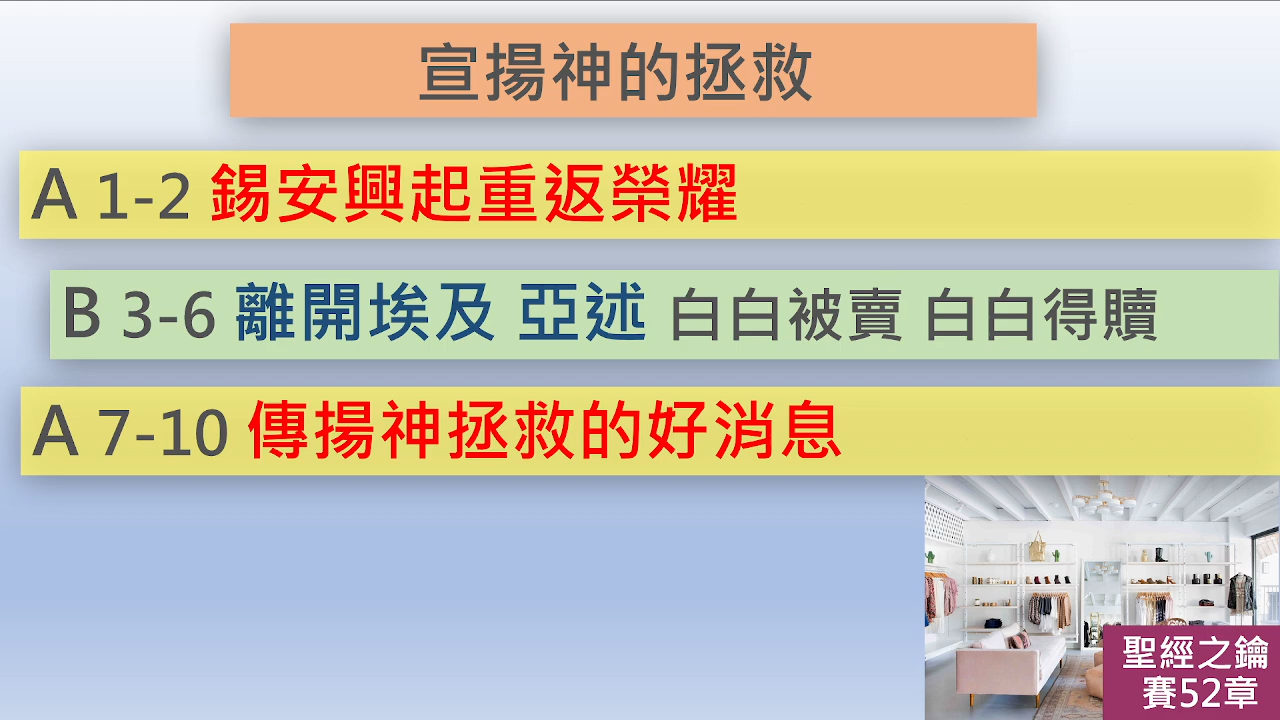 宣揚神的拯救
A 1-2 錫安興起重返榮耀
B 3-6 離開埃及 亞述 白白被賣 白白得贖
A 7-10 傳揚神拯救的好消息
聖經之鑰
賽52章